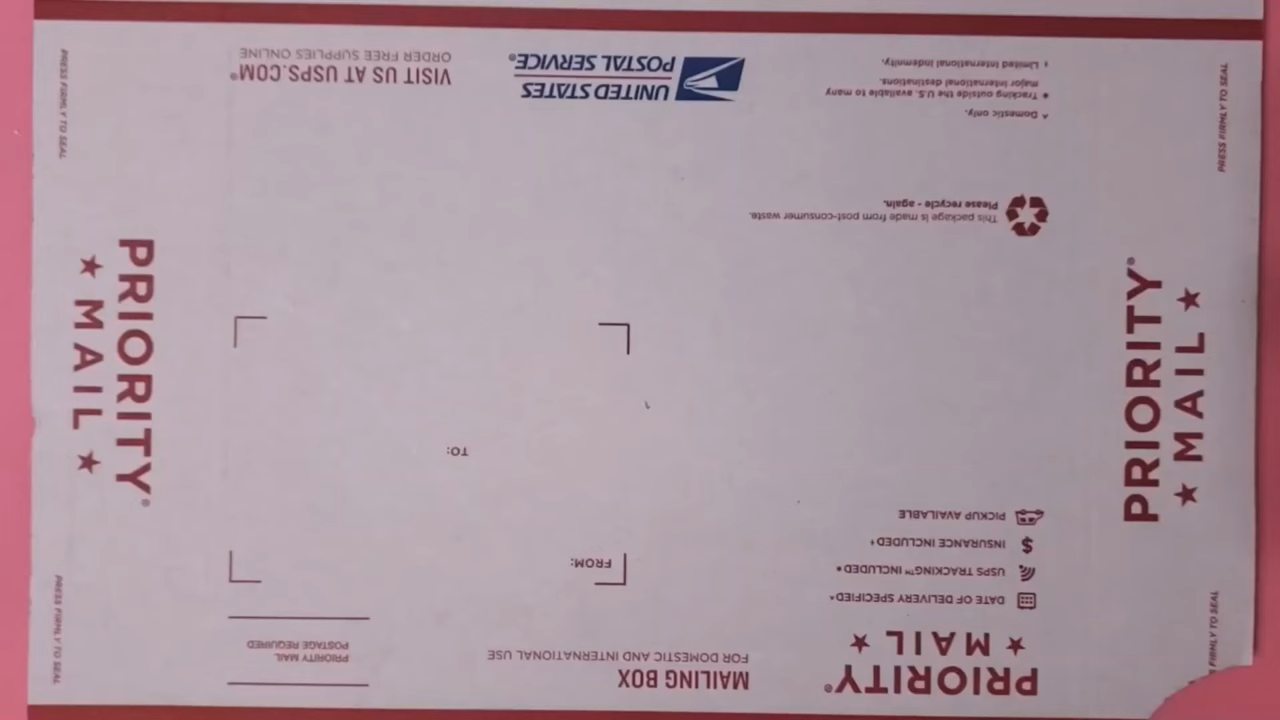 PRIORITY®
★ MAIL ★
DATE OF DELIVERY SPECIFIED^
USPS TRACKING™ INCLUDED*
INSURANCE INCLUDED†
PICKUP AVAILABLE
MAILING BOX
FOR DOMESTIC AND INTERNATIONAL USE
PRIORITY MAIL
POSTAGE REQUIRED
FROM:
TO:
This package is made from post-consumer waste.
Please recycle - again.
^ Domestic only.
* Tracking outside the U.S. available to many
major international destinations.
† Limited international indemnity.
UNITED STATES
POSTAL SERVICE®
VISIT US AT USPS.COM®
ORDER FREE SUPPLIES ONLINE
PRIORITY®
★ MAIL ★
PRESS FIRMLY TO SEAL
PRESS FIRMLY TO SEAL
PRIORITY®
★ MAIL ★
PRESS FIRMLY TO SEAL
FIRMLY TO SEAL